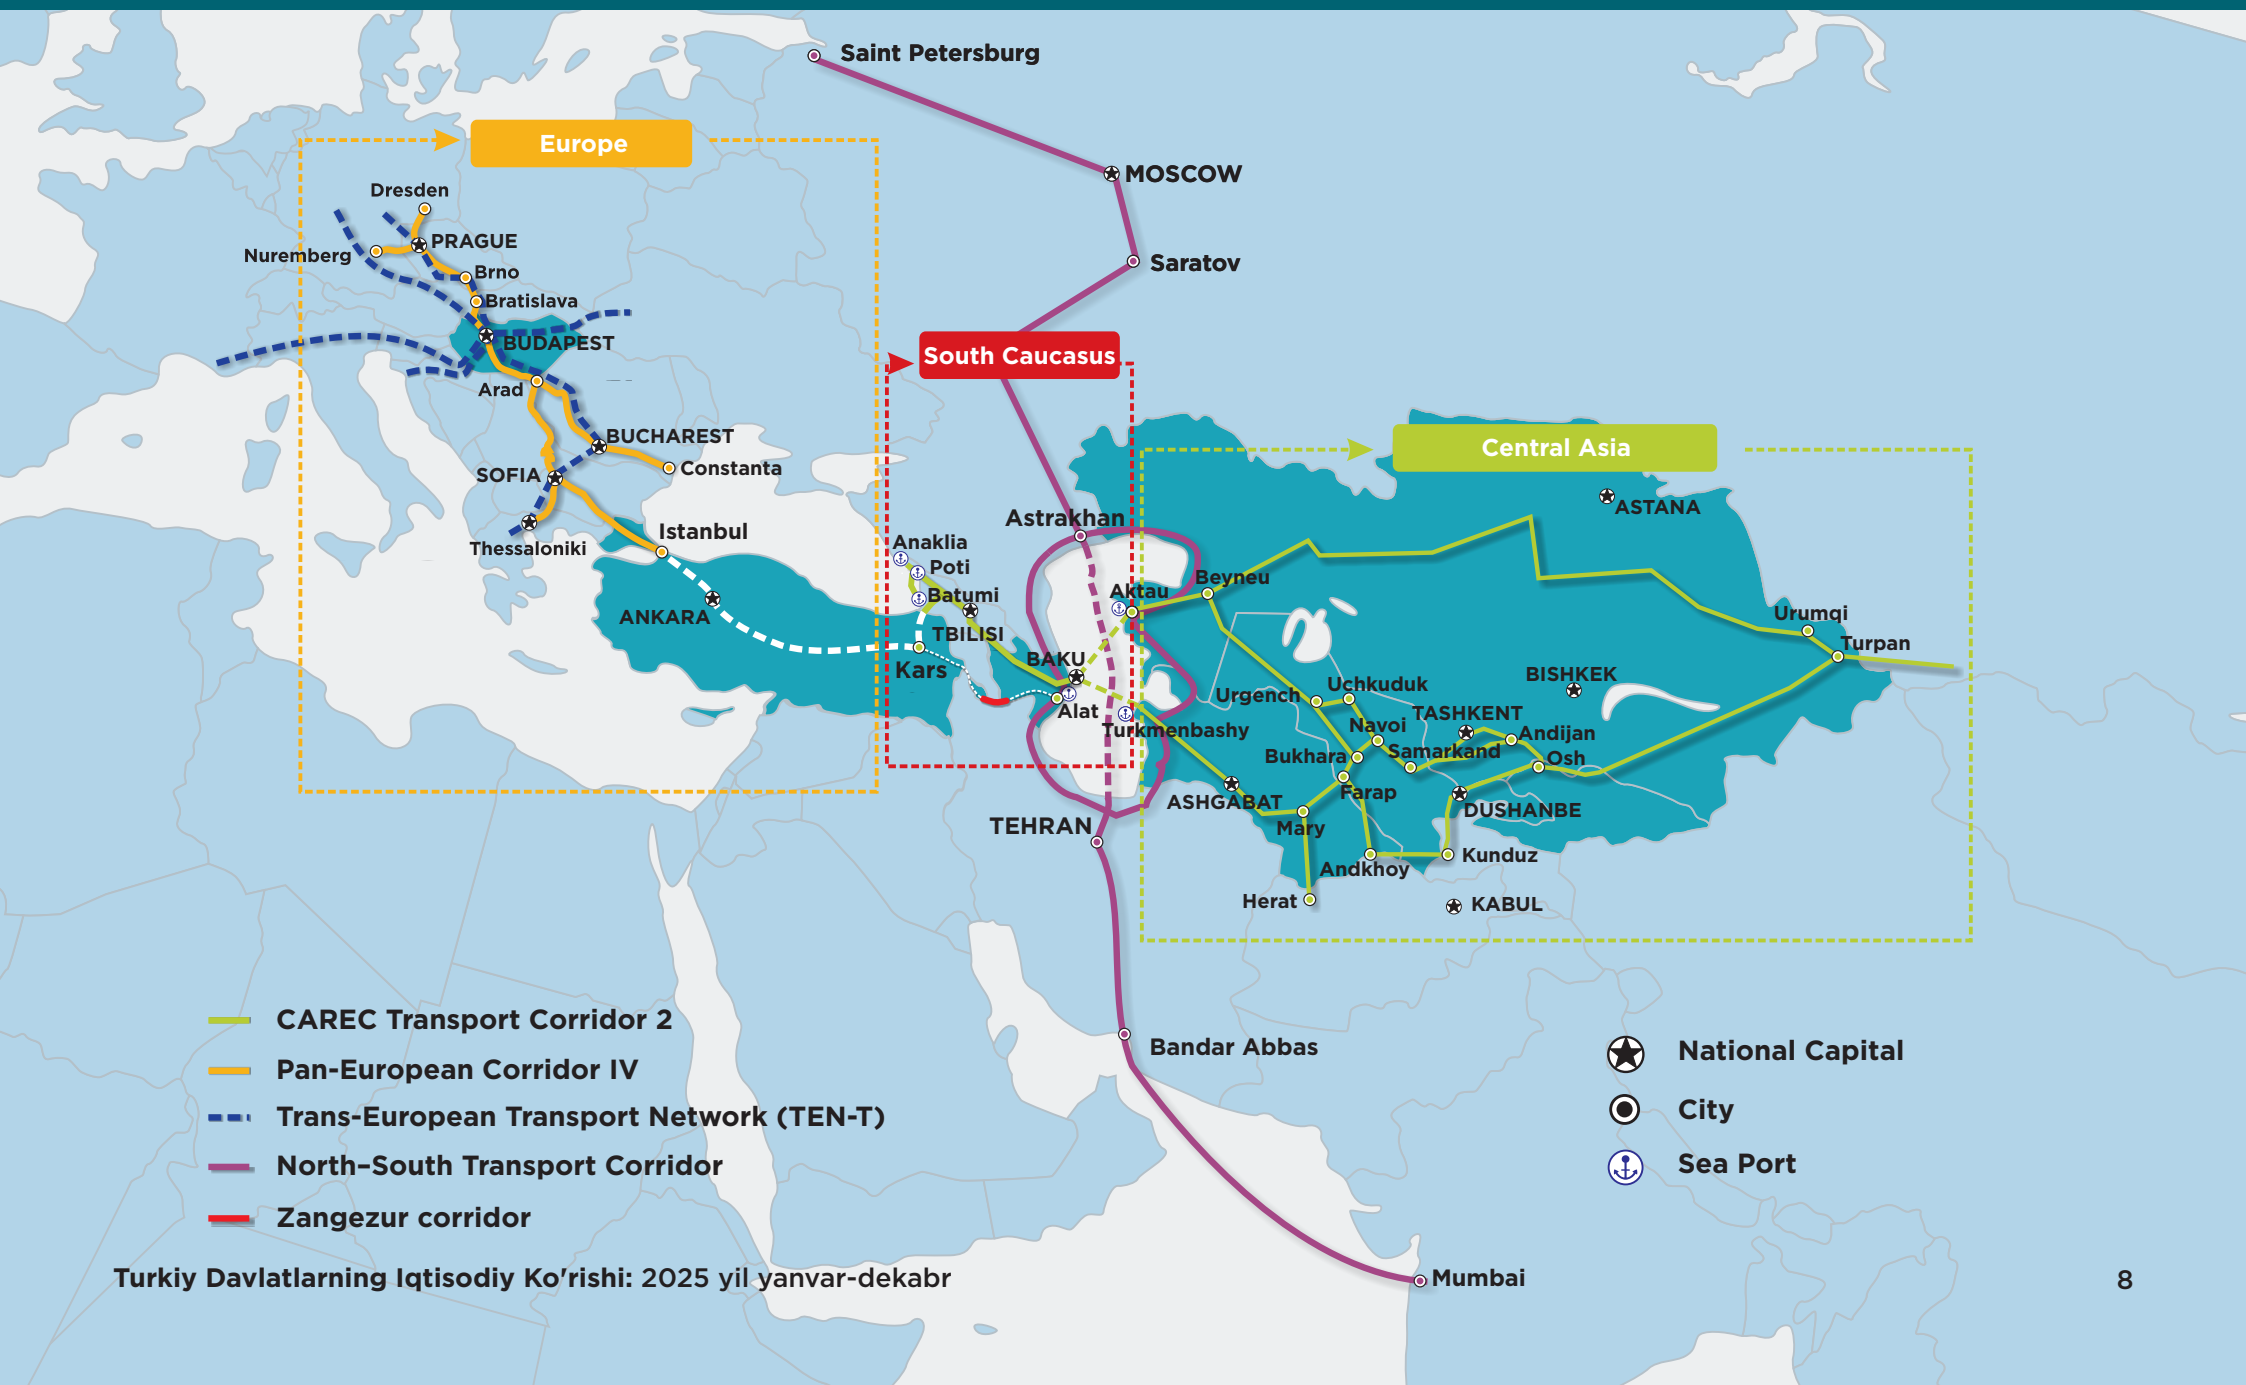 Saint Petersburg
Europe
MOSCOW
Dresden
PRAGUE
Nuremberg
Saratov
Brno
Bratislava
BUDAPEST
South Caucasus
Arad
BUCHAREST
Central Asia
Constanta
SOFIA
ASTANA
Astrakhan
Istanbul
Thessaloniki
Anaklia
Poti
Beyneu
Aktau
Batumi
ANKARA
Urumqi
TBILISI
Turpan
BAKU
Kars
BISHKEK
Uchkuduk
Urgench
Alat
TASHKENT
Navoi
Turkmenbashy
Andijan
Samarkand
Bukhara
Osh
Farap
ASHGABAT
DUSHANBE
TEHRAN
Mary
Kunduz
Andkhoy
Herat
KABUL
CAREC Transport Corridor 2
Pan-European Corridor IV
Trans-European Transport Network (TEN-T)
North–South Transport Corridor
Zangezur corridor
Bandar Abbas
National Capital
City
Sea Port
Mumbai
Turkiy Davlatlarning Iqtisodiy Ko'rishi: 2025 yil yanvar-dekabr
8